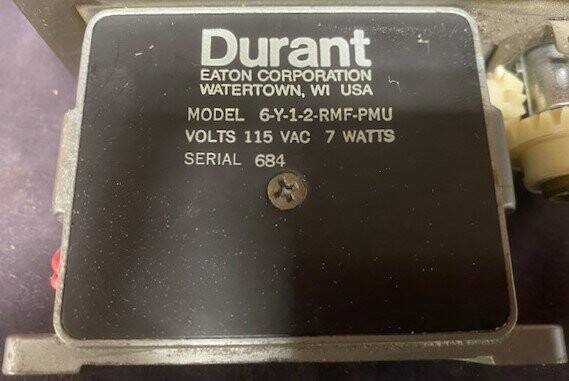 Durant
EATON CORPORATION
WATERTOWN, WI USA
MODEL 6-Y-1-2-RMF-PMU
VOLTS 115 VAC 7 WATTS
SERIAL 684